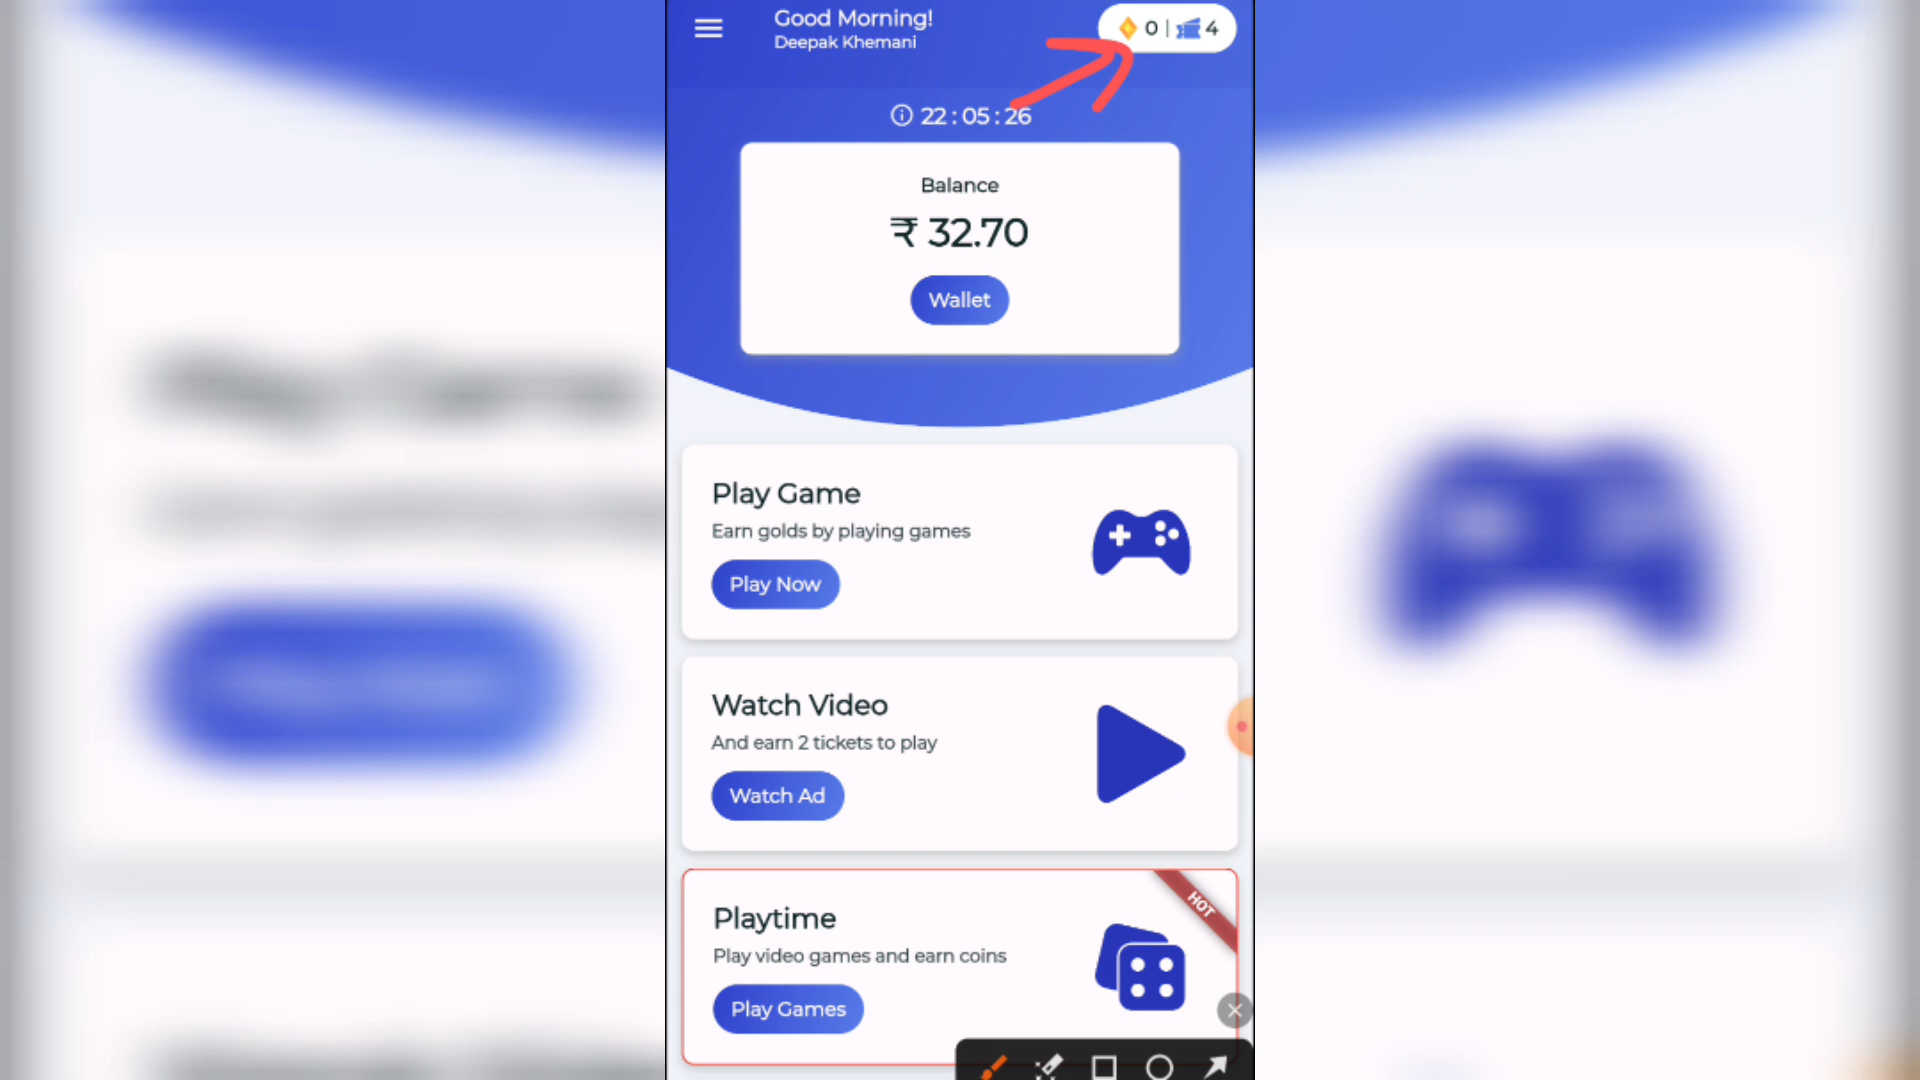 Good Morning!
Deepak Khemani
0 | 4
22 : 05 : 26
Balance
₹ 32.70
Wallet
Play Game
Earn golds by playing games
Play Now
Watch Video
And earn 2 tickets to play
Watch Ad
HOT
Playtime
Play video games and earn coins
Play Games